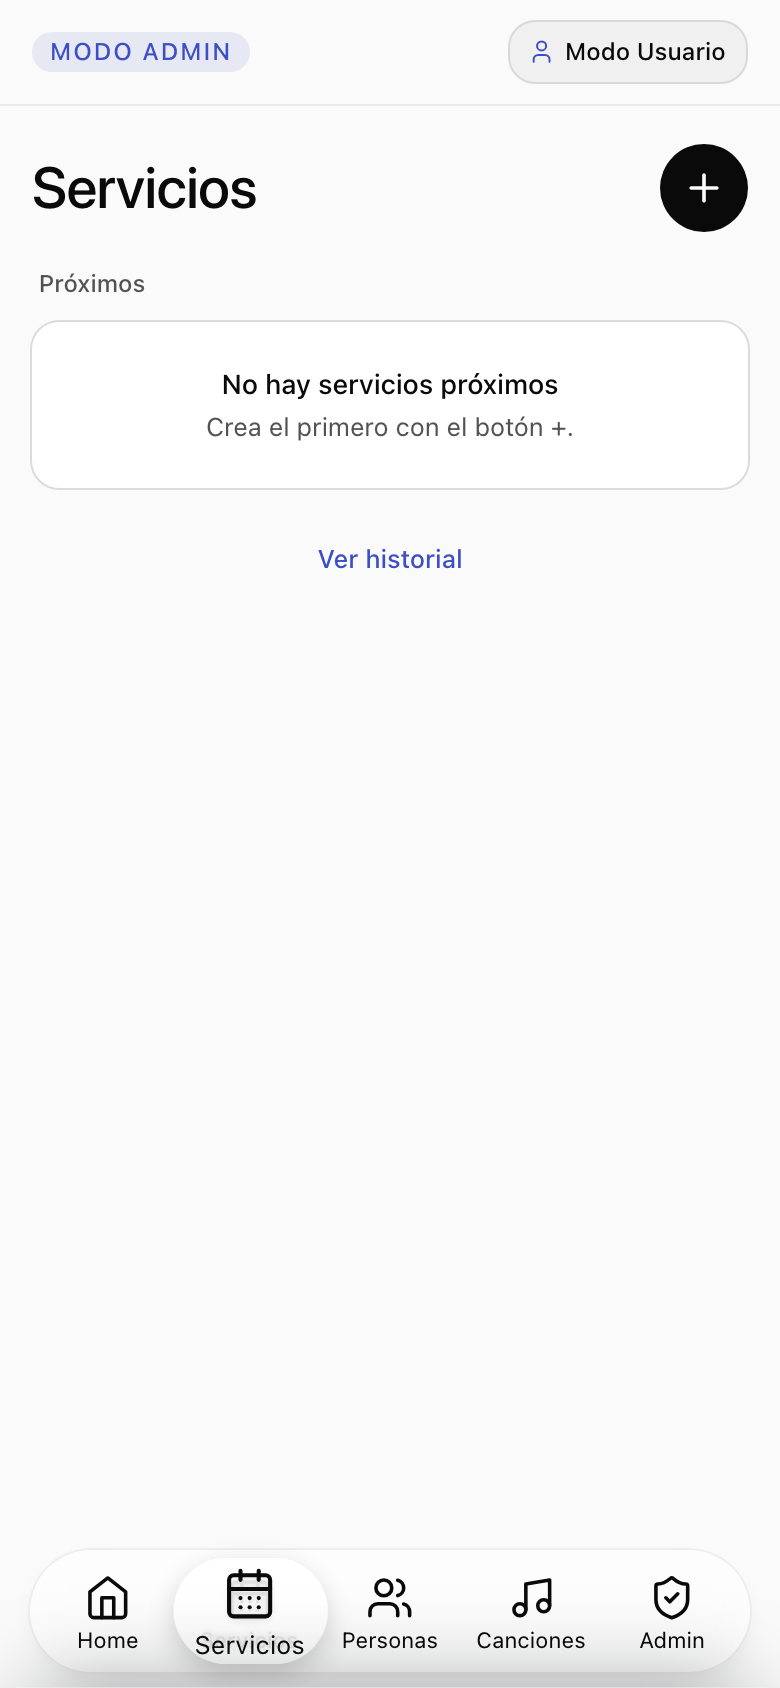 MODO ADMIN
Modo Usuario
Servicios
Próximos
No hay servicios próximos
Crea el primero con el botón +.
Ver historial
Home
Servicios
Personas
Canciones
Admin